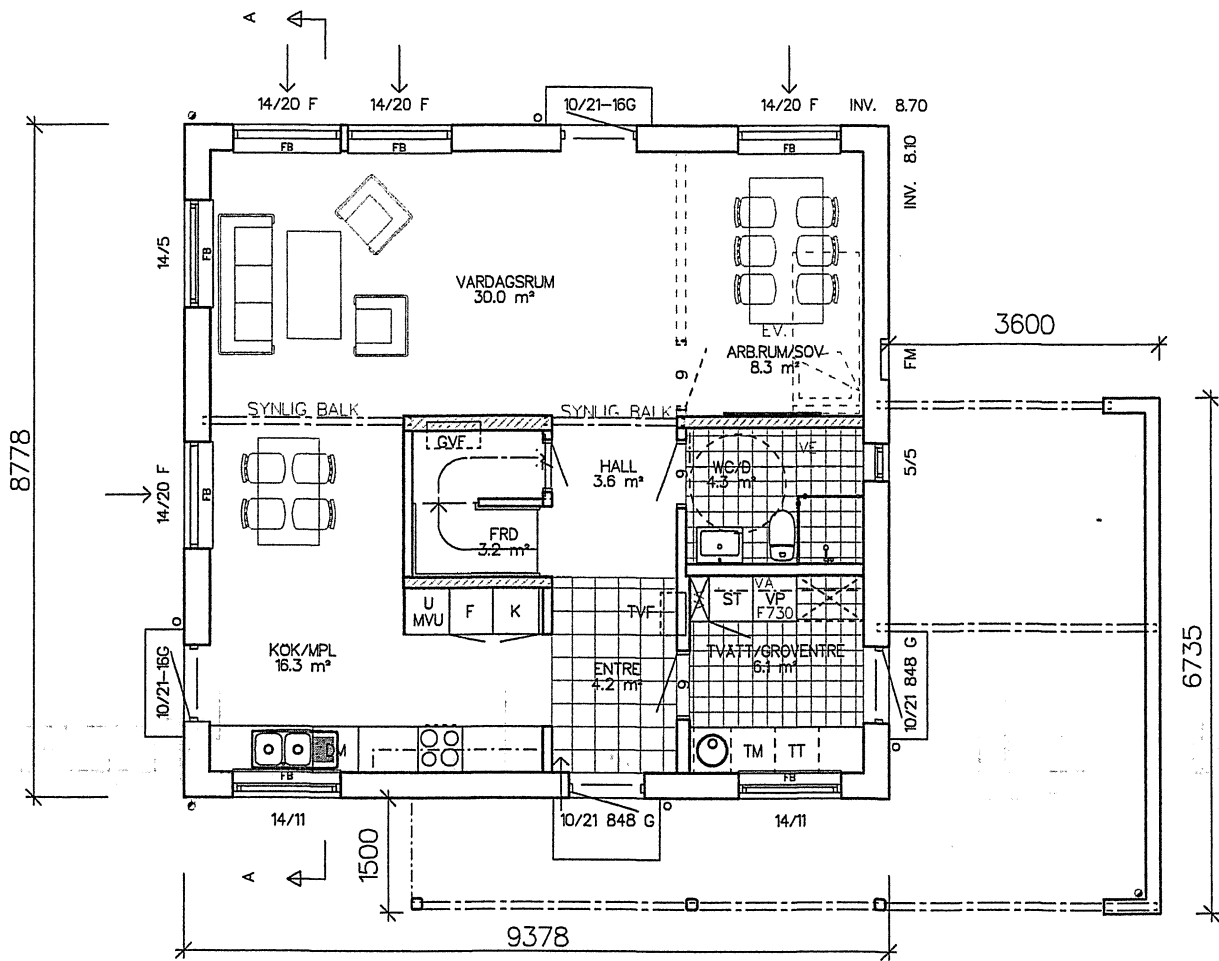 A
14/20 F
14/20 F
10/21-16G
14/20 F
INV. 8.70
FB
FB
FB
INV. 8.10
14/5
FB
VARDAGSRUM
30.0 m²
3600
EV.
ARB.RUM/SOV
8.3 m²
FM
9
SYNLIG BALK
SYNLIG BALK
8778
GVF
HALL
3.6 m²
9
WC/D
4.3 m²
VE
5/5
14/20 F
FB
FRD
3.2 m²
U
MVU
F
K
TVF
ST
VA
VP
F730
KÖK/MPL
16.3 m²
ENTRE
4.2 m²
TVÄTT/GROVENTRE
6.1 m²
9
6735
10/21-16G
10/21 848 G
DM
TM
TT
FB
FB
14/11
10/21 848 G
14/11
1500
A
9378